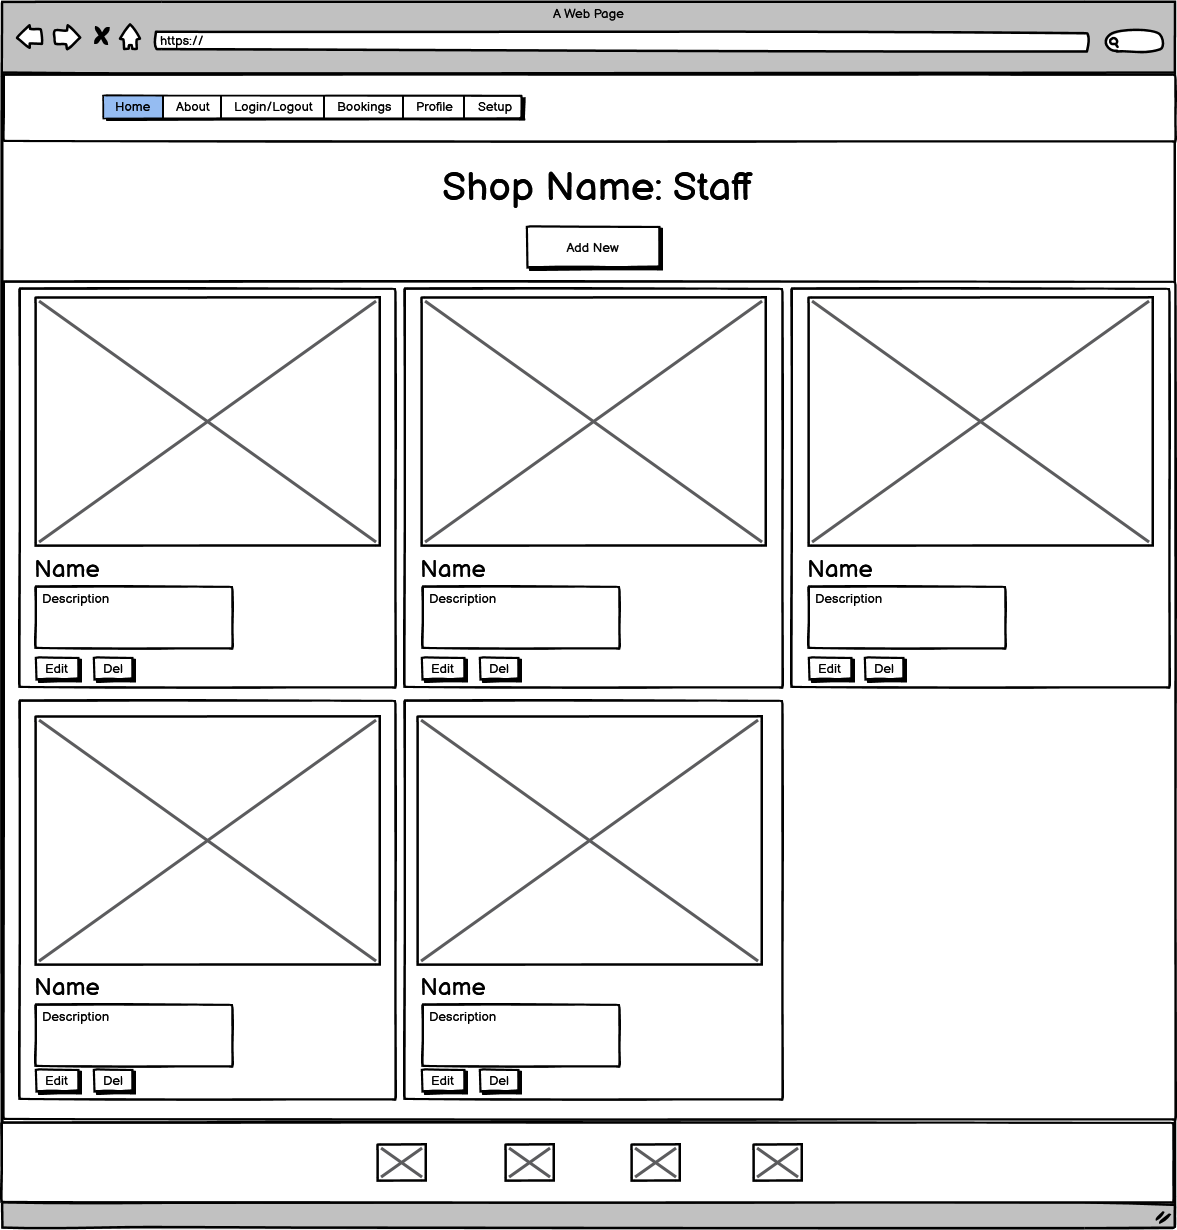 A Web Page
https://
Home About Login/Logout Bookings Profile Setup
Shop Name: Staff
Add New
Name Name Name
Description Description Description
Edit Del Edit Del Edit Del
Name Name
Description Description
Edit Del Edit Del